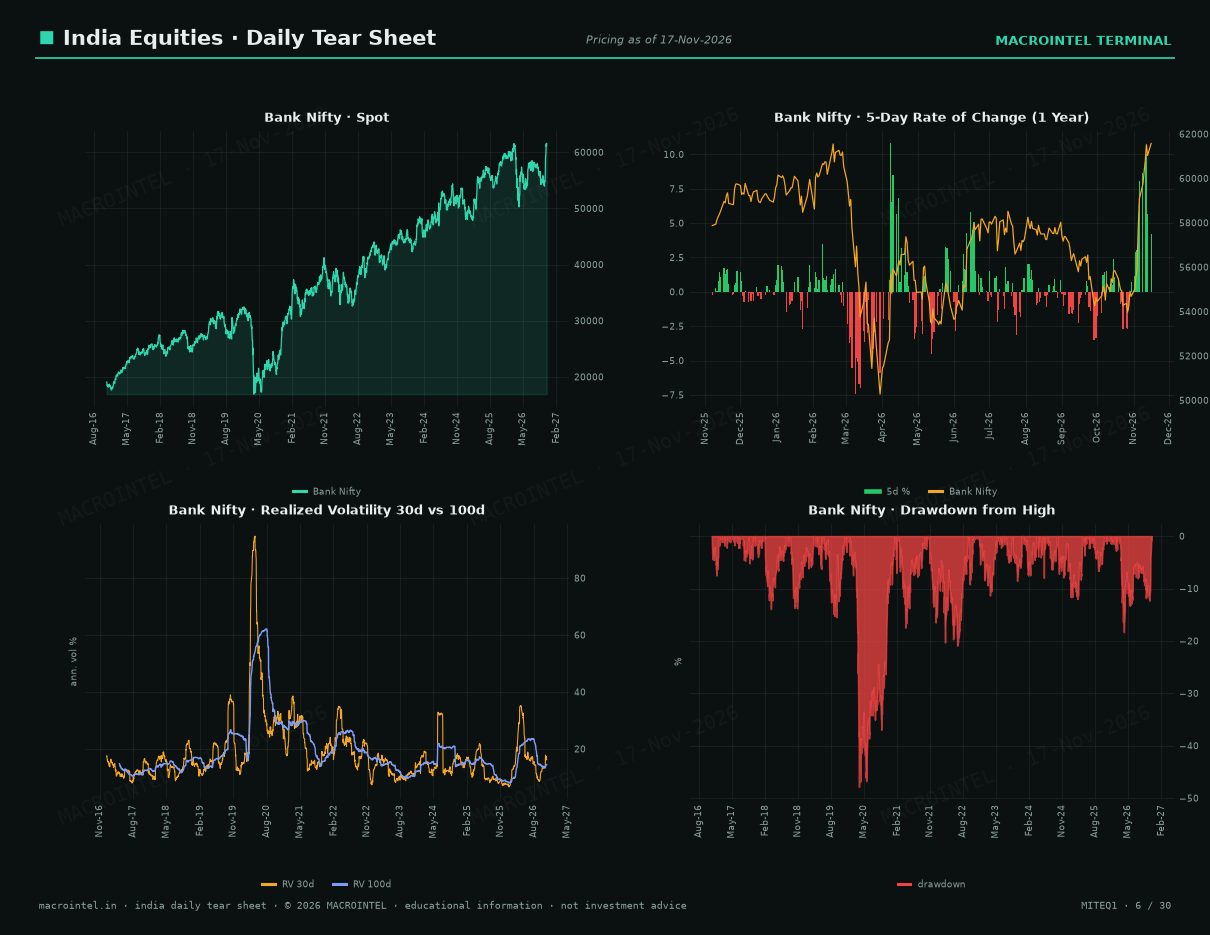 India Equities · Daily Tear Sheet
Pricing as of 17-Nov-2026
MACROINTEL TERMINAL
Bank Nifty · Spot
60000
50000
40000
30000
20000
Aug-16
May-17
Feb-18
Nov-18
Aug-19
May-20
Feb-21
Nov-21
Aug-22
May-23
Feb-24
Nov-24
Aug-25
May-26
Feb-27
Bank Nifty
Bank Nifty · 5-Day Rate of Change (1 Year)
10.0
7.5
5.0
2.5
0.0
−2.5
−5.0
−7.5
62000
60000
58000
56000
54000
52000
50000
Nov-25
Dec-25
Jan-26
Feb-26
Mar-26
Apr-26
May-26
Jun-26
Jul-26
Aug-26
Sep-26
Oct-26
Nov-26
Dec-26
5d %
Bank Nifty
Bank Nifty · Realized Volatility 30d vs 100d
ann. vol %
80
60
40
20
Nov-16
Aug-17
May-18
Feb-19
Nov-19
Aug-20
May-21
Feb-22
Nov-22
Aug-23
May-24
Feb-25
Nov-25
Aug-26
May-27
RV 30d
RV 100d
Bank Nifty · Drawdown from High
%
0
−10
−20
−30
−40
−50
Aug-16
May-17
Feb-18
Nov-18
Aug-19
May-20
Feb-21
Nov-21
Aug-22
May-23
Feb-24
Nov-24
Aug-25
May-26
Feb-27
drawdown
MACROINTEL · 17-Nov-2026
macrointel.in · india daily tear sheet · © 2026 MACROINTEL · educational information · not investment advice
MITEQ1 · 6 / 30